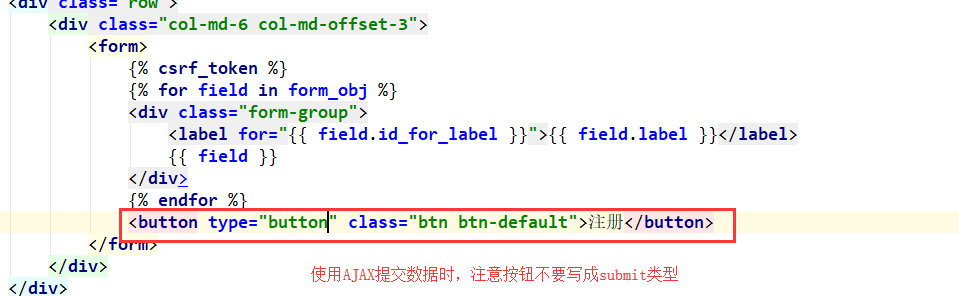 <div class="row">
<div class="col-md-6 col-md-offset-3">
<form>
{% csrf_token %}
{% for field in form_obj %}
<div class="form-group">
<label for="{{ field.id_for_label }}">{{ field.label }}</label>
{{ field }}
</div>
{% endfor %}
<button type="button" class="btn btn-default">注册</button>
</form>
</div>
</div>
使用AJAX提交数据时，注意按钮不要写成submit类型